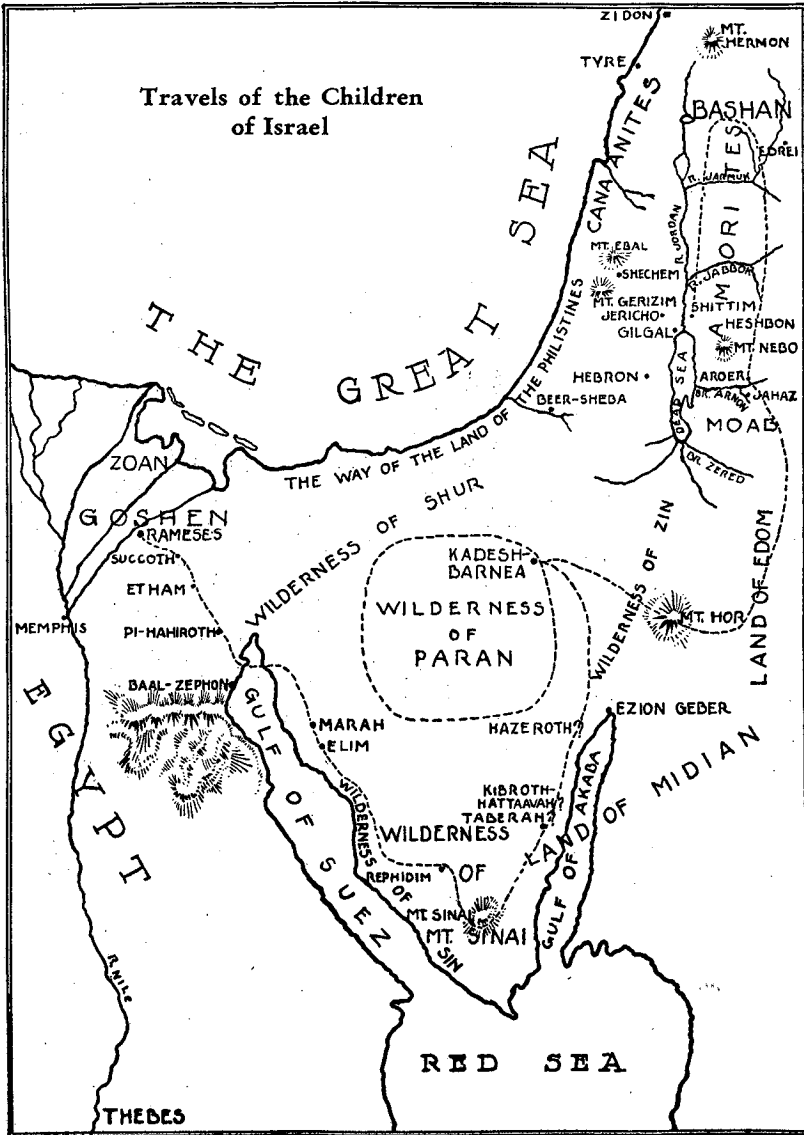 Travels of the Children
of Israel
ZIDON
MT.
HERMON
TYRE
CANAANITES
BASHAN
EDREI
R. JARMUK
AMORITES
THE GREAT SEA
MT. EBAL
R. JORDAN
SHECHEM
R. JABBOK
MT. GERIZIM
SHITTIM
JERICHO
HESHBON
GILGAL
MT. NEBO
HEBRON
DEAD SEA
AROER
BR. ARNON
JAHAZ
BEER-SHEBA
MOAB
BR. ZERED
THE WAY OF THE LAND OF THE PHILISTINES
ZOAN
GOSHEN
RAMESES
SUCCOTH
ETHAM
WILDERNESS OF SHUR
KADESH-
BARNEA
WILDERNESS OF ZIN
LAND OF EDOM
MEMPHIS
PI-HAHIROTH
WILDERNESS
OF
PARAN
MT. HOR
BAAL-ZEPHON
EGYPT
GULF OF SUEZ
MARAH
ELIM
HAZEROTH?
EZION GEBER
LAND OF MIDIAN
GULF OF AKABA
KIBROTH-
HATTAAVAH?
TABERAH?
WILDERNESS OF SIN
WILDERNESS
OF
REPHIDIM
MT. SINAI
MT. SINAI
R. NILE
RED SEA
THEBES